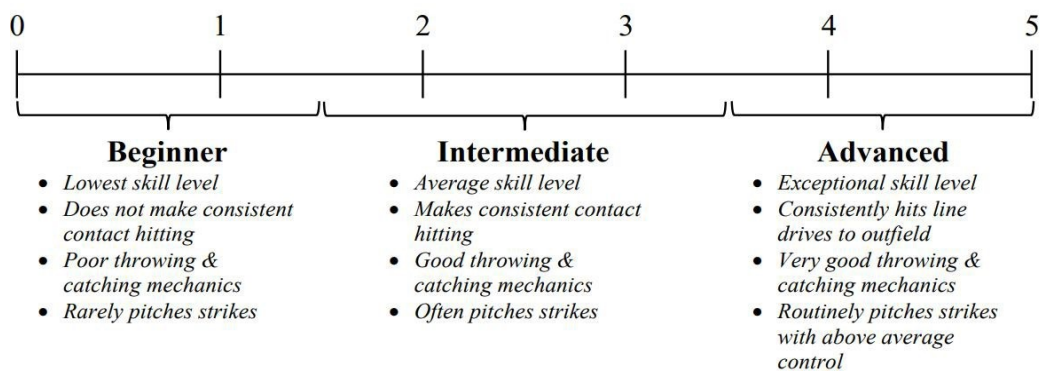 0 1 2 3 4 5
Beginner
• Lowest skill level
• Does not make consistent
contact hitting
• Poor throwing &
catching mechanics
• Rarely pitches strikes
Intermediate
• Average skill level
• Makes consistent contact
hitting
• Good throwing &
catching mechanics
• Often pitches strikes
Advanced
• Exceptional skill level
• Consistently hits line
drives to outfield
• Very good throwing &
catching mechanics
• Routinely pitches strikes
with above average
control